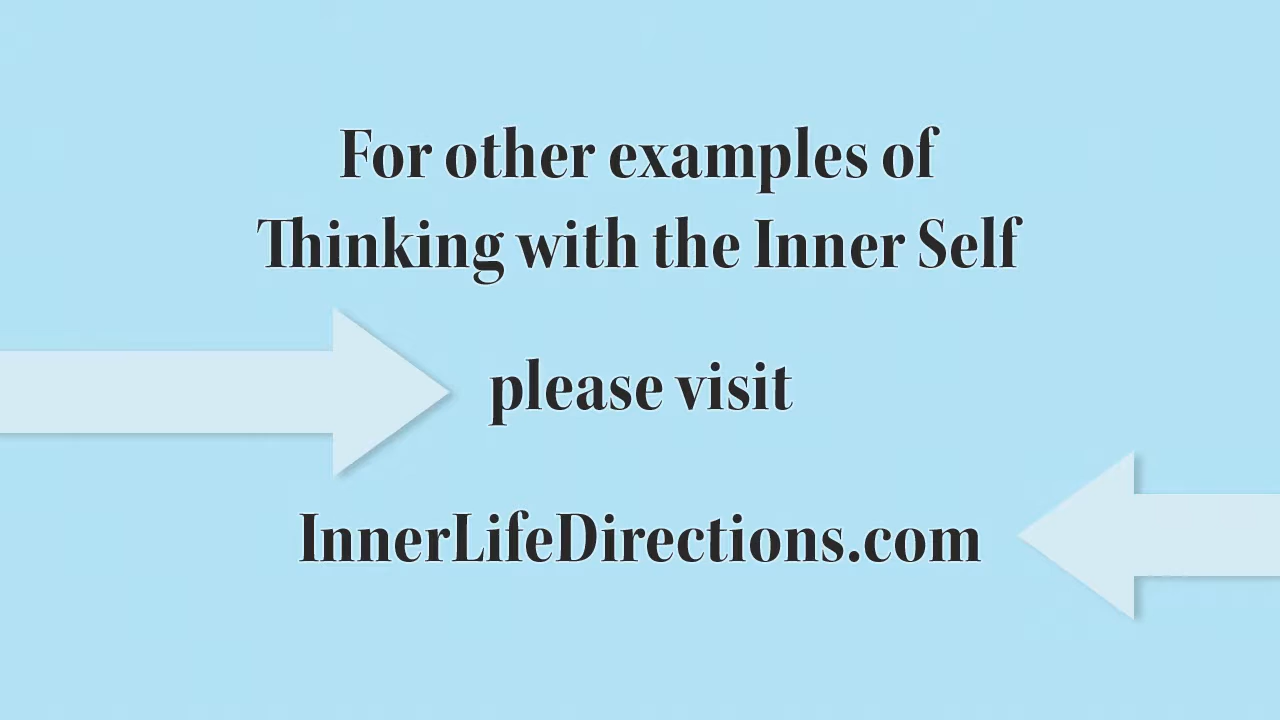 For other examples of
Thinking with the Inner Self
please visit
InnerLifeDirections.com